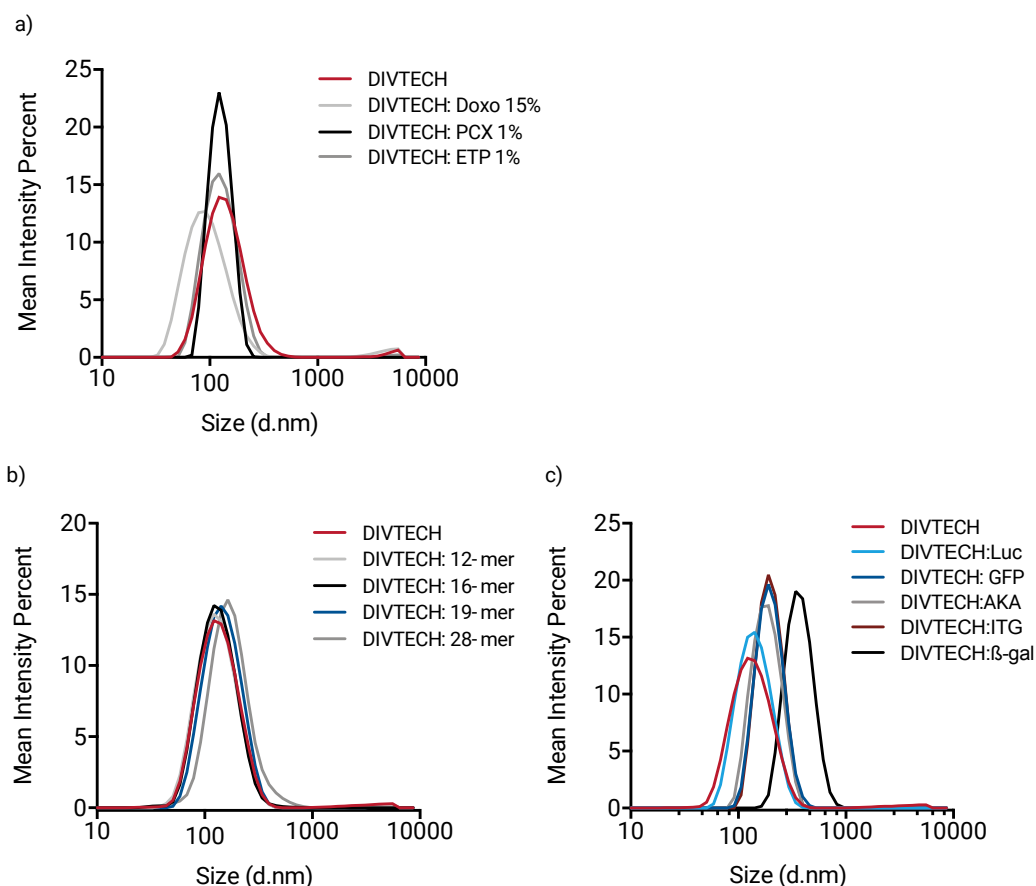 a)
25
20
15
10
5
0
Mean Intensity Percent
10
100
1000
10000
Size (d.nm)
DIVTECH
DIVTECH: Doxo 15%
DIVTECH: PCX 1%
DIVTECH: ETP 1%
b)
20
15
10
5
0
Mean Intensity Percent
10
100
1000
10000
Size (d.nm)
DIVTECH
DIVTECH: 12-mer
DIVTECH: 16-mer
DIVTECH: 19-mer
DIVTECH: 28-mer
c)
25
20
15
10
5
0
Mean Intensity Percent
10
100
1000
10000
Size (d.nm)
DIVTECH
DIVTECH:Luc
DIVTECH: GFP
DIVTECH:AKA
DIVTECH:ITG
DIVTECH:ß-gal